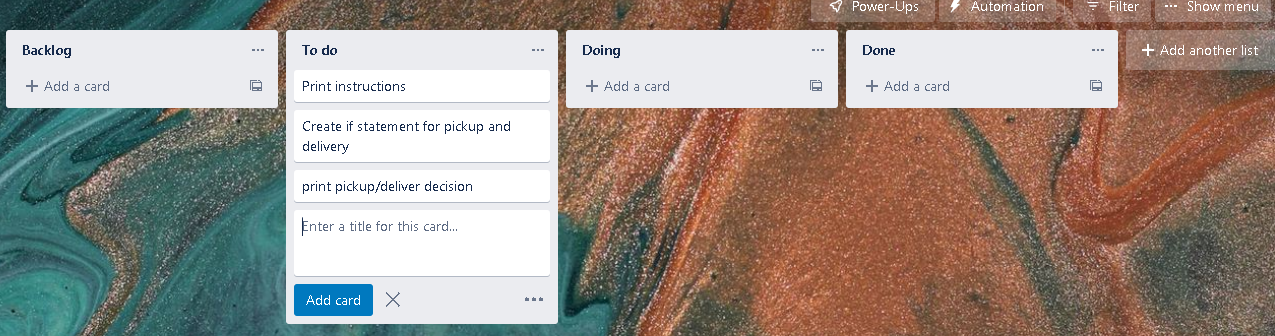 Power-Ups
Automation
Filter
Show menu
Backlog
Add a card
To do
Print instructions
Create if statement for pickup and
delivery
print pickup/deliver decision
Enter a title for this card...
Add card
Doing
Add a card
Done
Add a card
Add another list